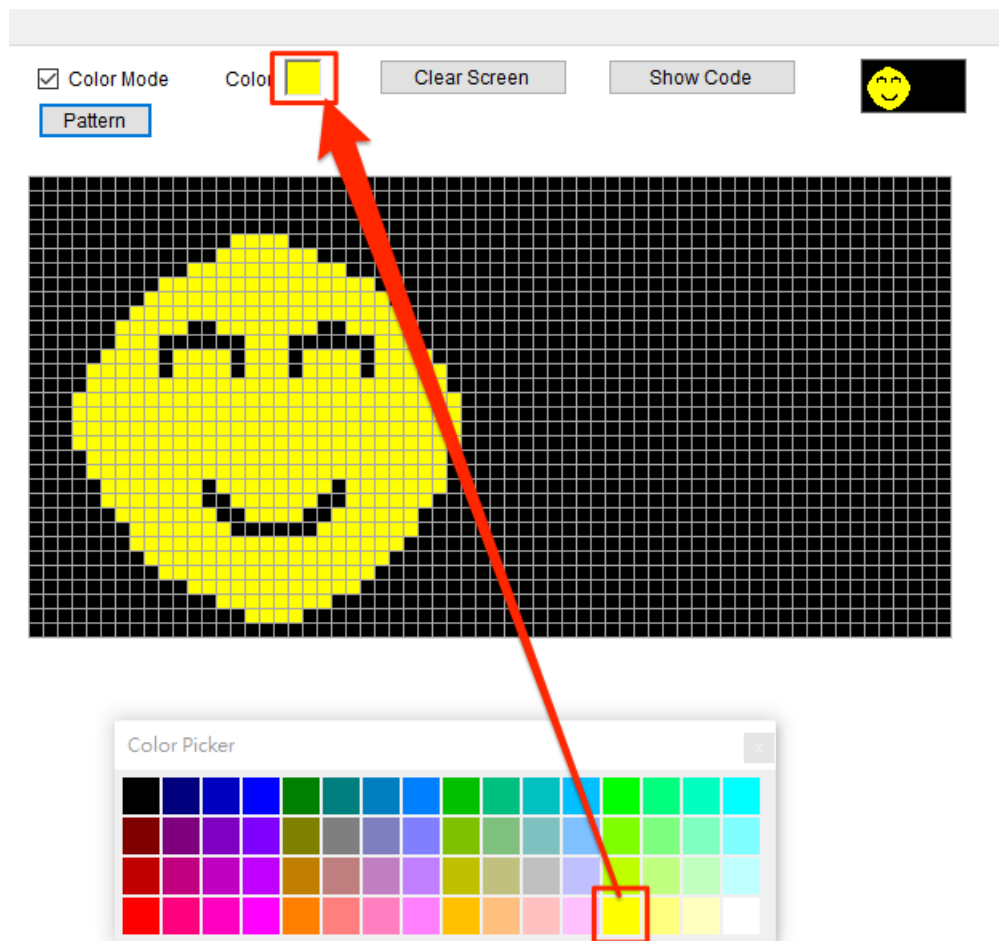 Color Mode
Color
Clear Screen
Show Code
Pattern
Color Picker
x